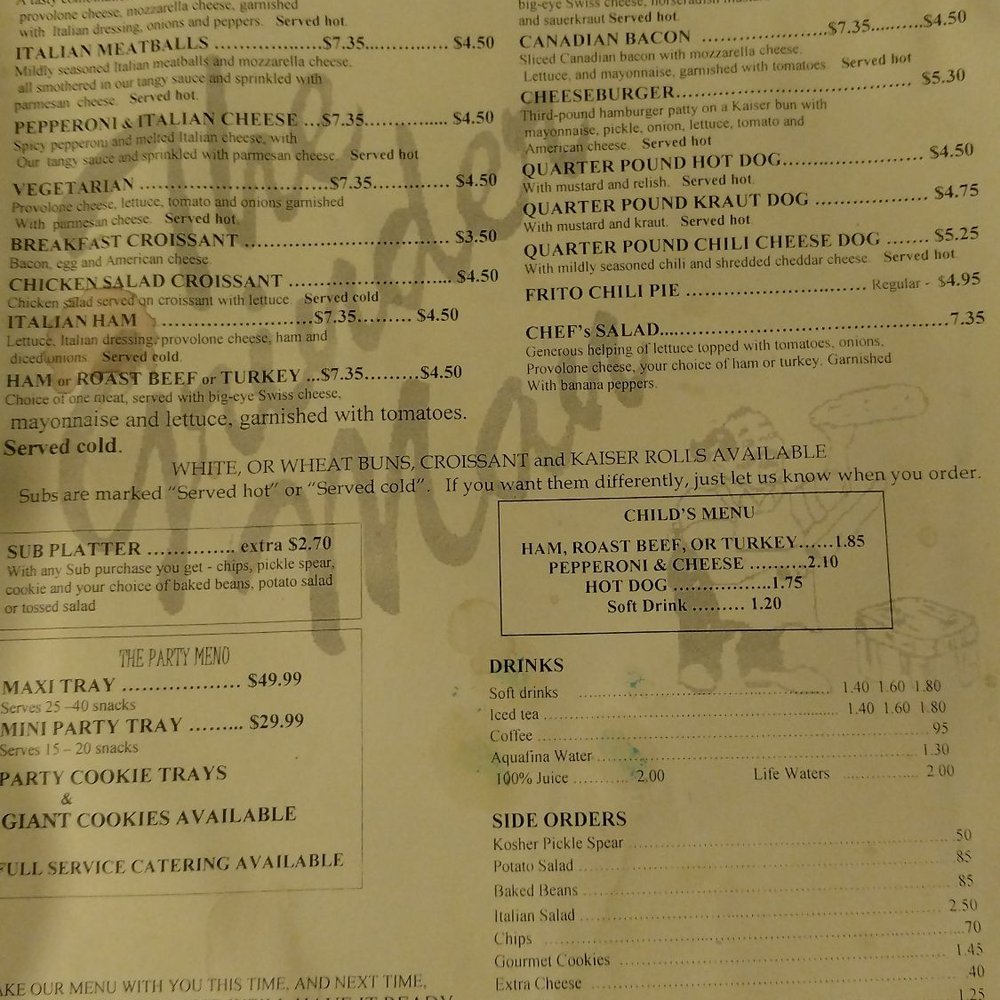 provolone cheese, mozzarella cheese, garnished
with Italian dressing, onions and peppers. Served hot.
ITALIAN MEATBALLS ................$7.35.............. $4.50
Mildly seasoned Italian meatballs and mozzarella cheese,
all smothered in our tangy sauce and sprinkled with
parmesan cheese. Served hot.
PEPPERONI & ITALIAN CHEESE ...$7.35.............. $4.50
Spicy pepperoni and melted Italian cheese, with
Our tangy sauce and sprinkled with parmesan cheese. Served hot
VEGETARIAN ............................$7.35............ $4.50
Provolone cheese, lettuce, tomato and onions garnished
With parmesan cheese. Served hot.
BREAKFAST CROISSANT ............................... $3.50
Bacon, egg and American cheese.
CHICKEN SALAD CROISSANT ........................ $4.50
Chicken salad served on croissant with lettuce. Served cold
ITALIAN HAM ......................$7.35......... $4.50
Lettuce, Italian dressing, provolone cheese, ham and
diced onions. Served cold.
HAM or ROAST BEEF or TURKEY ...$7.35.........$4.50
Choice of one meat, served with big-eye Swiss cheese,
mayonnaise and lettuce, garnished with tomatoes.
Served cold.
and sauerkraut Served hot.
CANADIAN BACON ..................$7.35.........$4.50
Sliced Canadian bacon with mozzarella cheese.
Lettuce, and mayonnaise, garnished with tomatoes. Served hot
CHEESEBURGER................................... $5.30
Third-pound hamburger patty on a Kaiser bun with
mayonnaise, pickle, onion, lettuce, tomato and
American cheese. Served hot
QUARTER POUND HOT DOG..................... $4.50
With mustard and relish. Served hot.
QUARTER POUND KRAUT DOG ................. $4.75
With mustard and kraut. Served hot.
QUARTER POUND CHILI CHEESE DOG ....... $5.25
With mildly seasoned chili and shredded cheddar cheese. Served hot.
FRITO CHILI PIE ............................ Regular - $4.95
CHEF's SALAD..........................................7.35
Generous helping of lettuce topped with tomatoes, onions,
Provolone cheese, your choice of ham or turkey. Garnished
With banana peppers.
The
Sander
Man
WHITE, OR WHEAT BUNS, CROISSANT and KAISER ROLLS AVAILABLE
Subs are marked "Served hot" or "Served cold". If you want them differently, just let us know when you order.
SUB PLATTER .............. extra $2.70
With any Sub purchase you get - chips, pickle spear,
cookie and your choice of baked beans, potato salad
or tossed salad
THE PARTY MENO
MAXI TRAY .................. $49.99
Serves 25 –40 snacks
MINI PARTY TRAY ......... $29.99
Serves 15 – 20 snacks
PARTY COOKIE TRAYS
&
GIANT COOKIES AVAILABLE
FULL SERVICE CATERING AVAILABLE
AKE OUR MENU WITH YOU THIS TIME, AND NEXT TIME,
CHILD'S MENU
HAM, ROAST BEEF, OR TURKEY......1.85
PEPPERONI & CHEESE ..........2.10
HOT DOG .................1.75
Soft Drink ......... 1.20
DRINKS
Soft drinks ........................................ 1.40 1.60 1.80
Iced tea ............................................. 1.40 1.60 1.80
Coffee ............................................................ 95
Aquafina Water ................................................ 1.30
100% Juice ............ 2.00 Life Waters ............. 2.00
SIDE ORDERS
Kosher Pickle Spear ............................................ 50
Potato Salad ...................................................... 85
Baked Beans ...................................................... 85
Italian Salad .................................................... 2.50
Chips ...............................................................70
Gourmet Cookies .............................................. 1.45
Extra Cheese ..................................................... .40
1.25